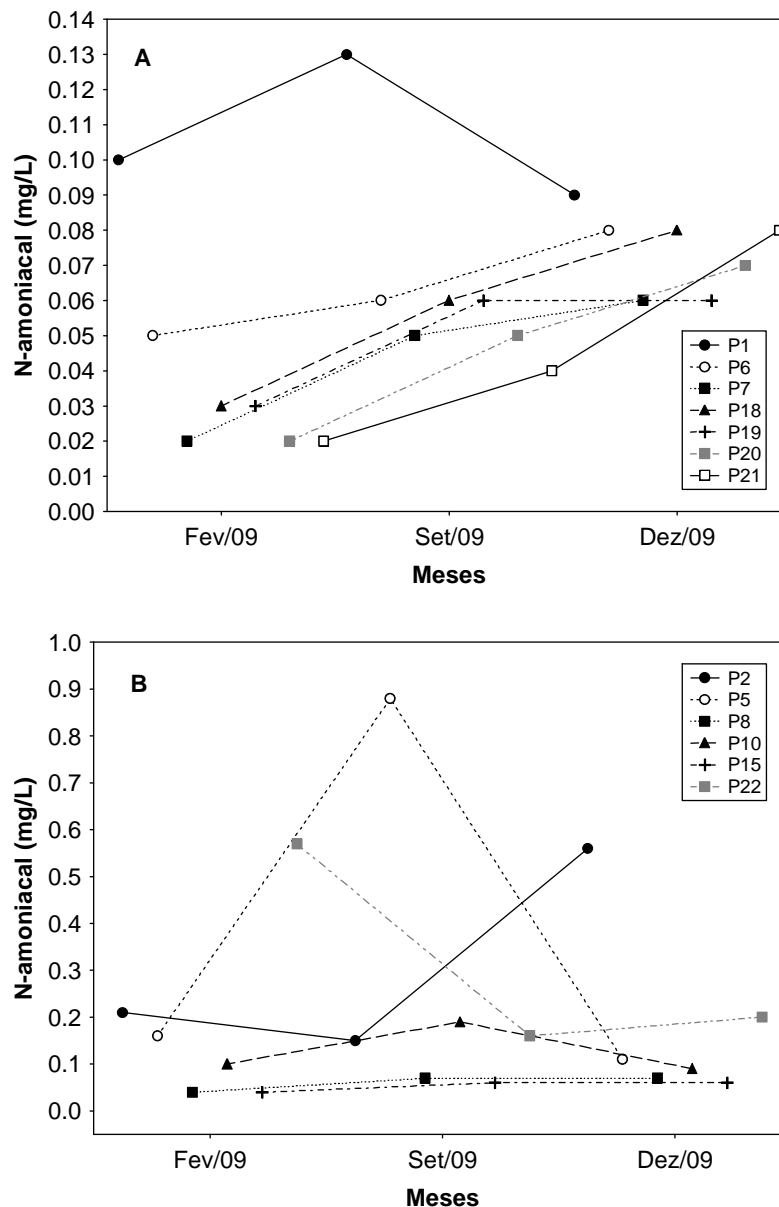 A
N-amoniacal (mg/L)
0.14
0.13
0.12
0.11
0.10
0.09
0.08
0.07
0.06
0.05
0.04
0.03
0.02
0.01
0.00
P1
P6
P7
P18
P19
P20
P21
Fev/09 Set/09 Dez/09
Meses
B
N-amoniacal (mg/L)
1.0
0.9
0.8
0.7
0.6
0.5
0.4
0.3
0.2
0.1
0.0
P2
P5
P8
P10
P15
P22
Fev/09 Set/09 Dez/09
Meses